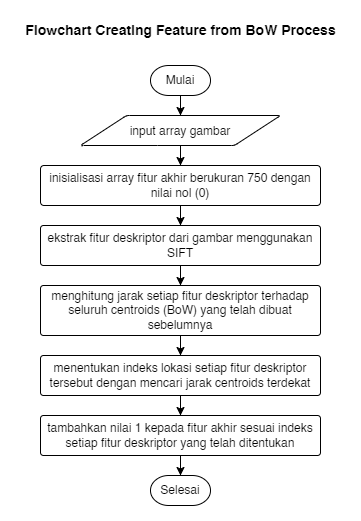 Flowchart Creating Feature from BoW Process
Mulai
input array gambar
inisialisasi array fitur akhir berukuran 750 dengan
nilai nol (0)
ekstrak fitur deskriptor dari gambar menggunakan
SIFT
menghitung jarak setiap fitur deskriptor terhadap
seluruh centroids (BoW) yang telah dibuat
sebelumnya
menentukan indeks lokasi setiap fitur deskriptor
tersebut dengan mencari jarak centroids terdekat
tambahkan nilai 1 kepada fitur akhir sesuai indeks
setiap fitur deskriptor yang telah ditentukan
Selesai